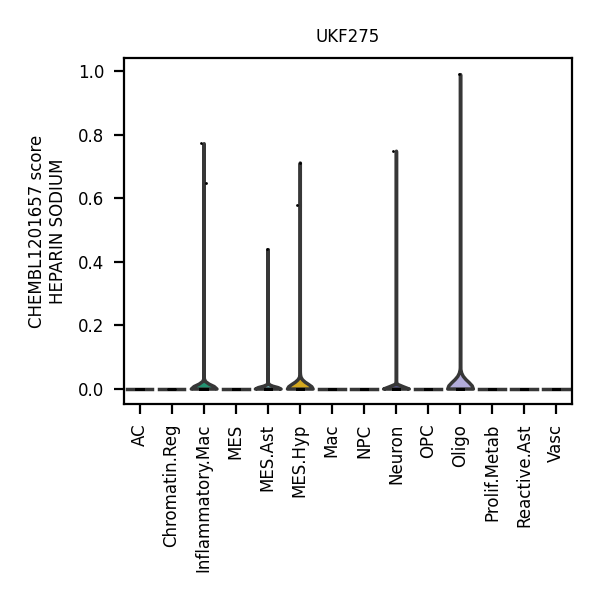 UKF275
CHEMBL1201657 score
HEPARIN SODIUM
1.0
0.8
0.6
0.4
0.2
0.0
AC
Chromatin.Reg
Inflammatory.Mac
MES
MES.Ast
MES.Hyp
Mac
NPC
Neuron
OPC
Oligo
Prolif.Metab
Reactive.Ast
Vasc